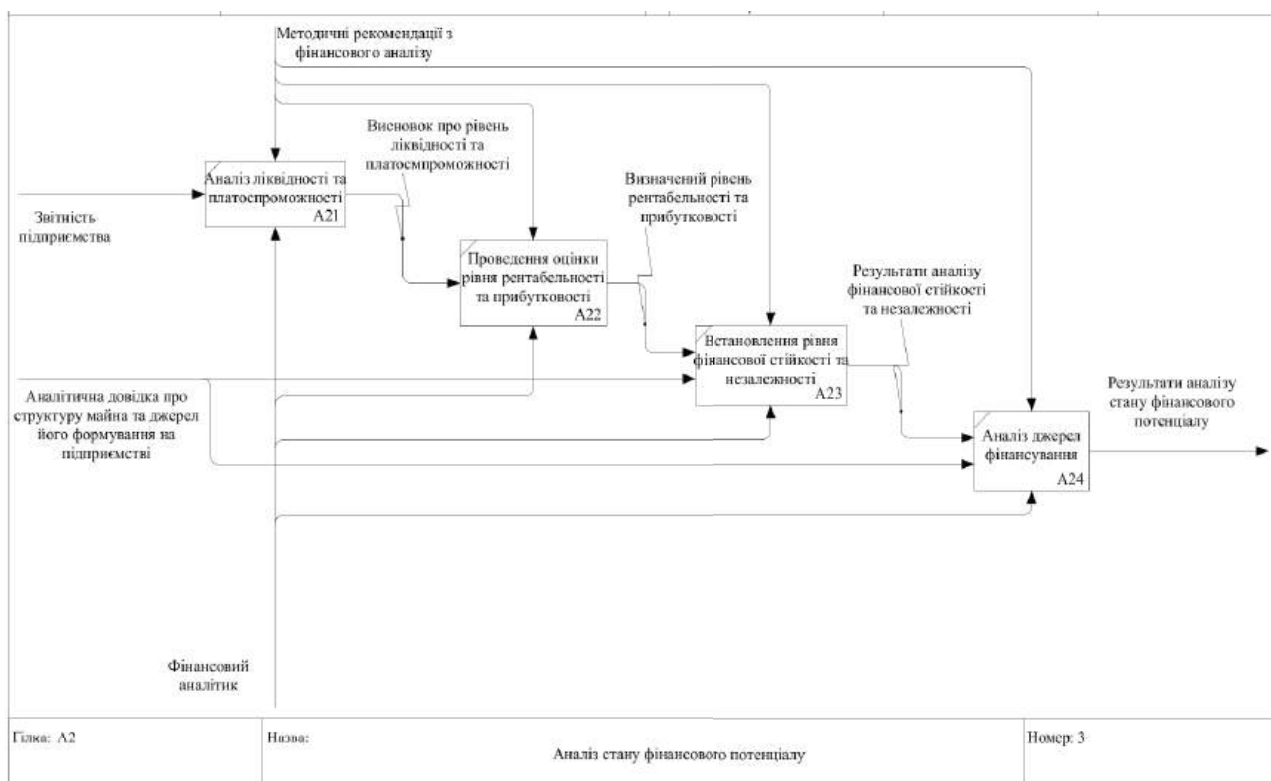 Методичні рекомендації з
фінансового аналізу
Висновок про рівень
ліквідності та
платосмпроможності
Аналіз ліквідності та
платоспроможності
A21
Звітність
підприємства
Визначений рівень
рентабельності та
прибутковості
Проведення оцінки
рівня рентабельності
та прибутковості
A22
Результати аналізу
фінансової стійкості
та незалежності
Встановлення рівня
фінансової стійкості та
незалежності
A23
Аналітична довідка про
структуру майна та джерел
його формування на
підприємстві
Результати аналізу
стану фінансового
потенціалу
Аналіз джерел
фінансування
A24
Фінансовий
аналітик
Гілка: A2
Назва:
Аналіз стану фінансового потенціалу
Номер: 3